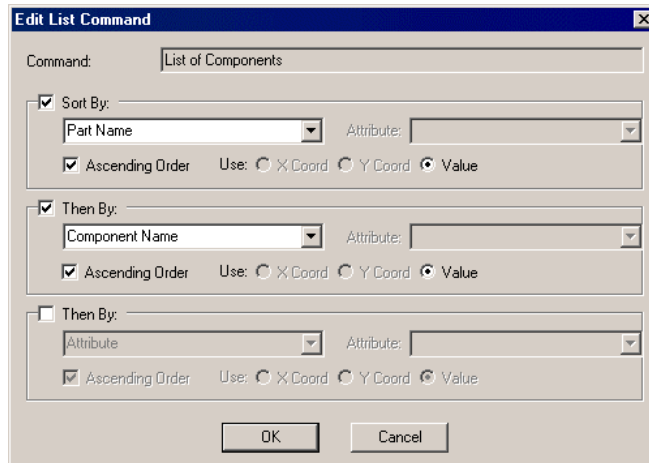 Edit List Command
Command: List of Components
Sort By:
Part Name Attribute:
Ascending Order Use: X Coord Y Coord Value
Then By:
Component Name Attribute:
Ascending Order Use: X Coord Y Coord Value
Then By:
Attribute Attribute:
Ascending Order Use: X Coord Y Coord Value
OK Cancel